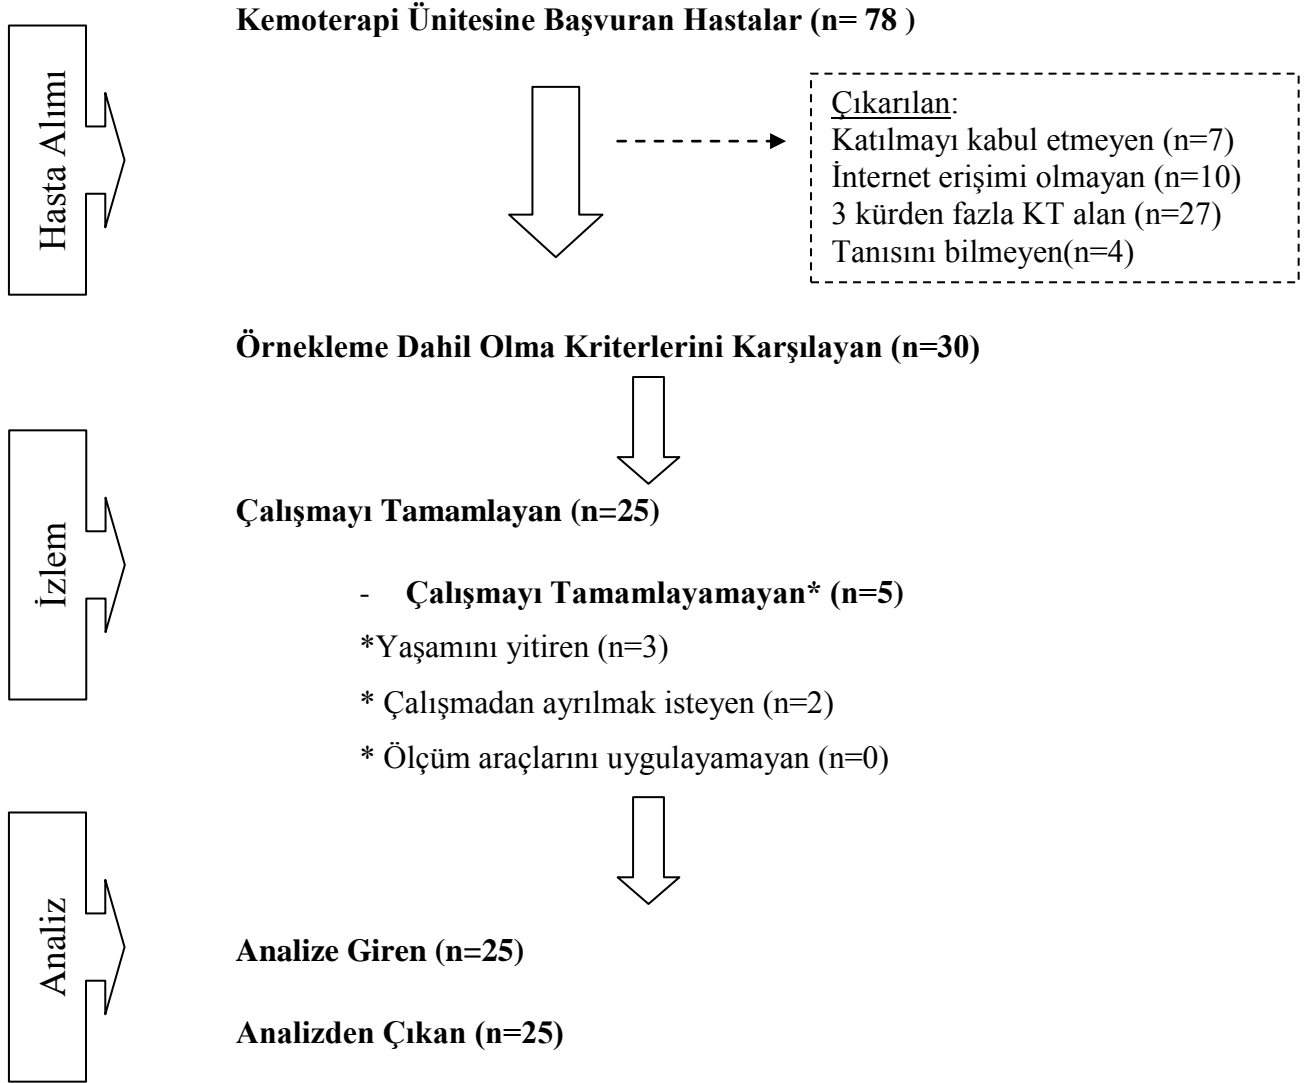 Kemoterapi Ünitesine Başvuran Hastalar (n= 78 )
Hasta Alımı
Çıkarılan:
Katılmayı kabul etmeyen (n=7)
İnternet erişimi olmayan (n=10)
3 kürden fazla KT alan (n=27)
Tanısını bilmeyen(n=4)
Örnekleme Dahil Olma Kriterlerini Karşılayan (n=30)
İzlem
Çalışmayı Tamamlayan (n=25)
- Çalışmayı Tamamlayamayan* (n=5)
*Yaşamını yitiren (n=3)
* Çalışmadan ayrılmak isteyen (n=2)
* Ölçüm araçlarını uygulayamayan (n=0)
Analiz
Analize Giren (n=25)
Analizden Çıkan (n=25)